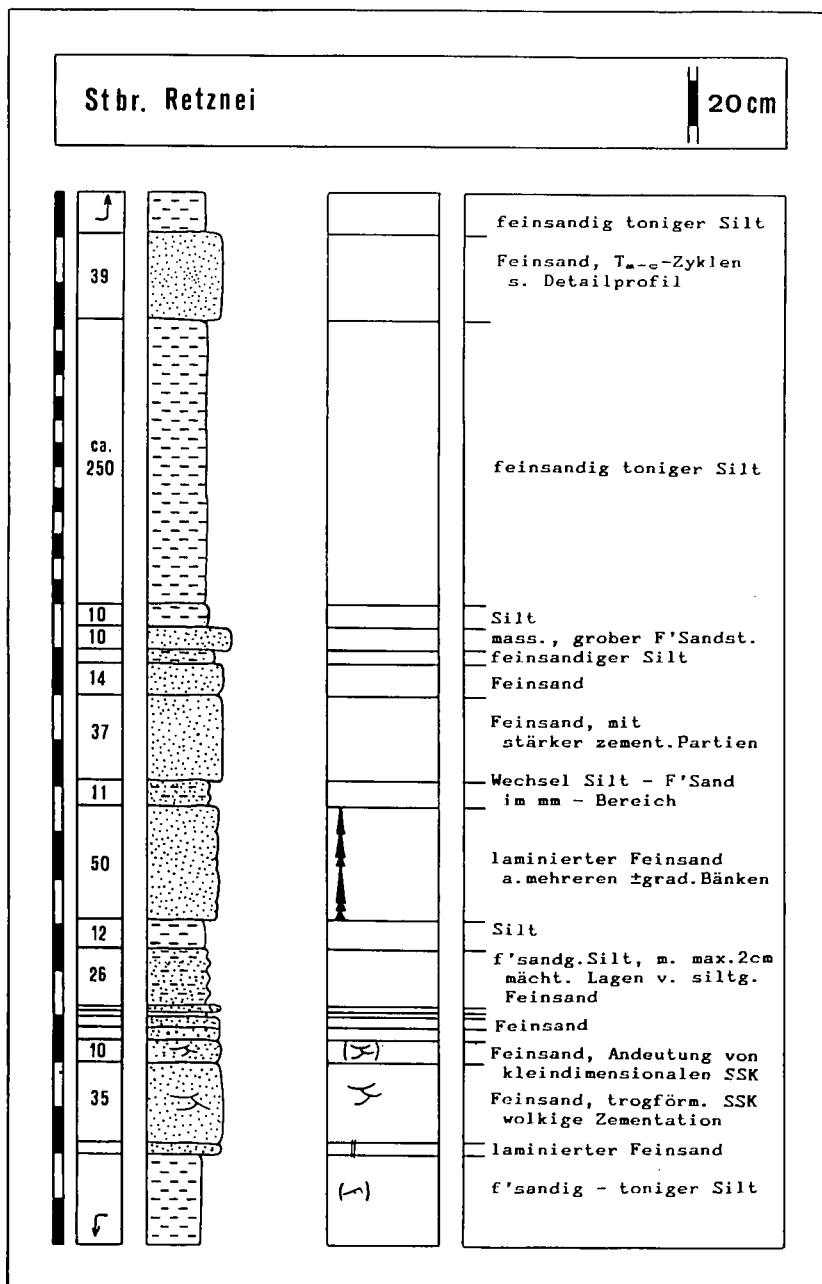 Stbr. Retznei
20cm
feinsandig toniger Silt
39
Feinsand, Tₐ₋ₑ-Zyklen
s. Detailprofil
ca.
250
feinsandig toniger Silt
10
Silt
10
mass., grober F'Sandst.
feinsandiger Silt
14
Feinsand
37
Feinsand, mit
stärker zement.Partien
11
Wechsel Silt - F'Sand
im mm - Bereich
50
laminierter Feinsand
a.mehreren ±grad.Bänken
12
Silt
26
f'sandg.Silt, m. max.2cm
mächt. Lagen v. siltg.
Feinsand
Feinsand
10
Feinsand, Andeutung von
kleindimensionalen SSK
35
Feinsand, trogförm. SSK
wolkige Zementation
laminierter Feinsand
f'sandig - toniger Silt